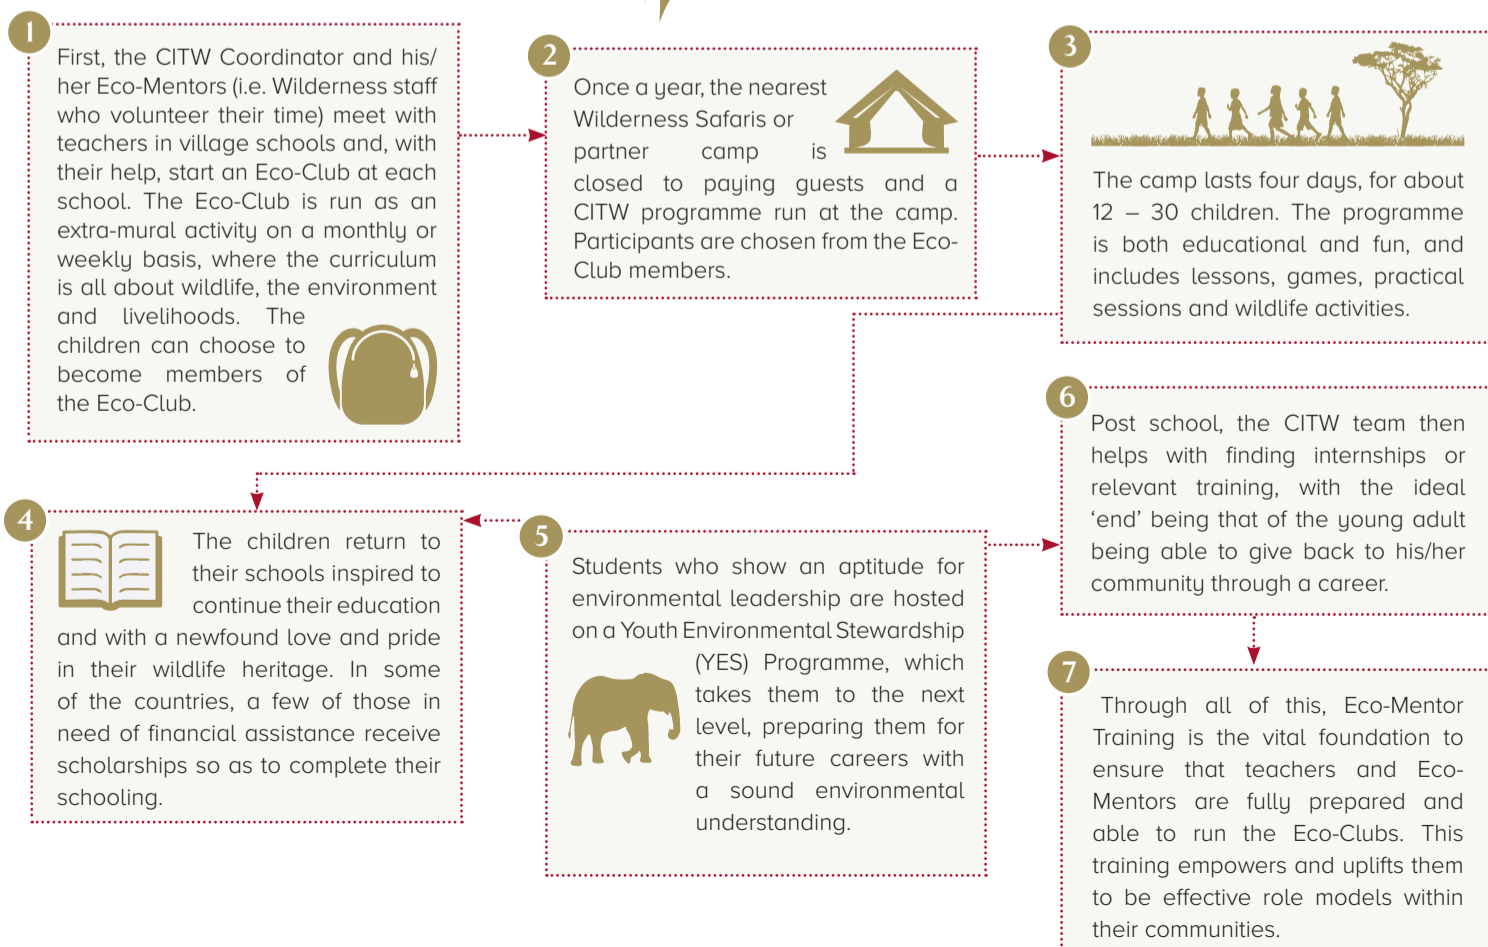 1
First, the CITW Coordinator and his/
her Eco-Mentors (i.e. Wilderness staff
who volunteer their time) meet with
teachers in village schools and, with
their help, start an Eco-Club at each
school. The Eco-Club is run as an
extra-mural activity on a monthly or
weekly basis, where the curriculum
is all about wildlife, the environment
and livelihoods. The
children can choose to
become members of
the Eco-Club.
2
Once a year, the nearest
Wilderness Safaris or
partner camp is
closed to paying guests and a
CITW programme run at the camp.
Participants are chosen from the Eco-
Club members.
3
The camp lasts four days, for about
12 – 30 children. The programme
is both educational and fun, and
includes lessons, games, practical
sessions and wildlife activities.
4
The children return to
their schools inspired to
continue their education
and with a newfound love and pride
in their wildlife heritage. In some
of the countries, a few of those in
need of financial assistance receive
scholarships so as to complete their
schooling.
5
Students who show an aptitude for
environmental leadership are hosted
on a Youth Environmental Stewardship
(YES) Programme, which
takes them to the next
level, preparing them for
their future careers with
a sound environmental
understanding.
6
Post school, the CITW team then
helps with finding internships or
relevant training, with the ideal
‘end’ being that of the young adult
being able to give back to his/her
community through a career.
7
Through all of this, Eco-Mentor
Training is the vital foundation to
ensure that teachers and Eco-
Mentors are fully prepared and
able to run the Eco-Clubs. This
training empowers and uplifts them
to be effective role models within
their communities.